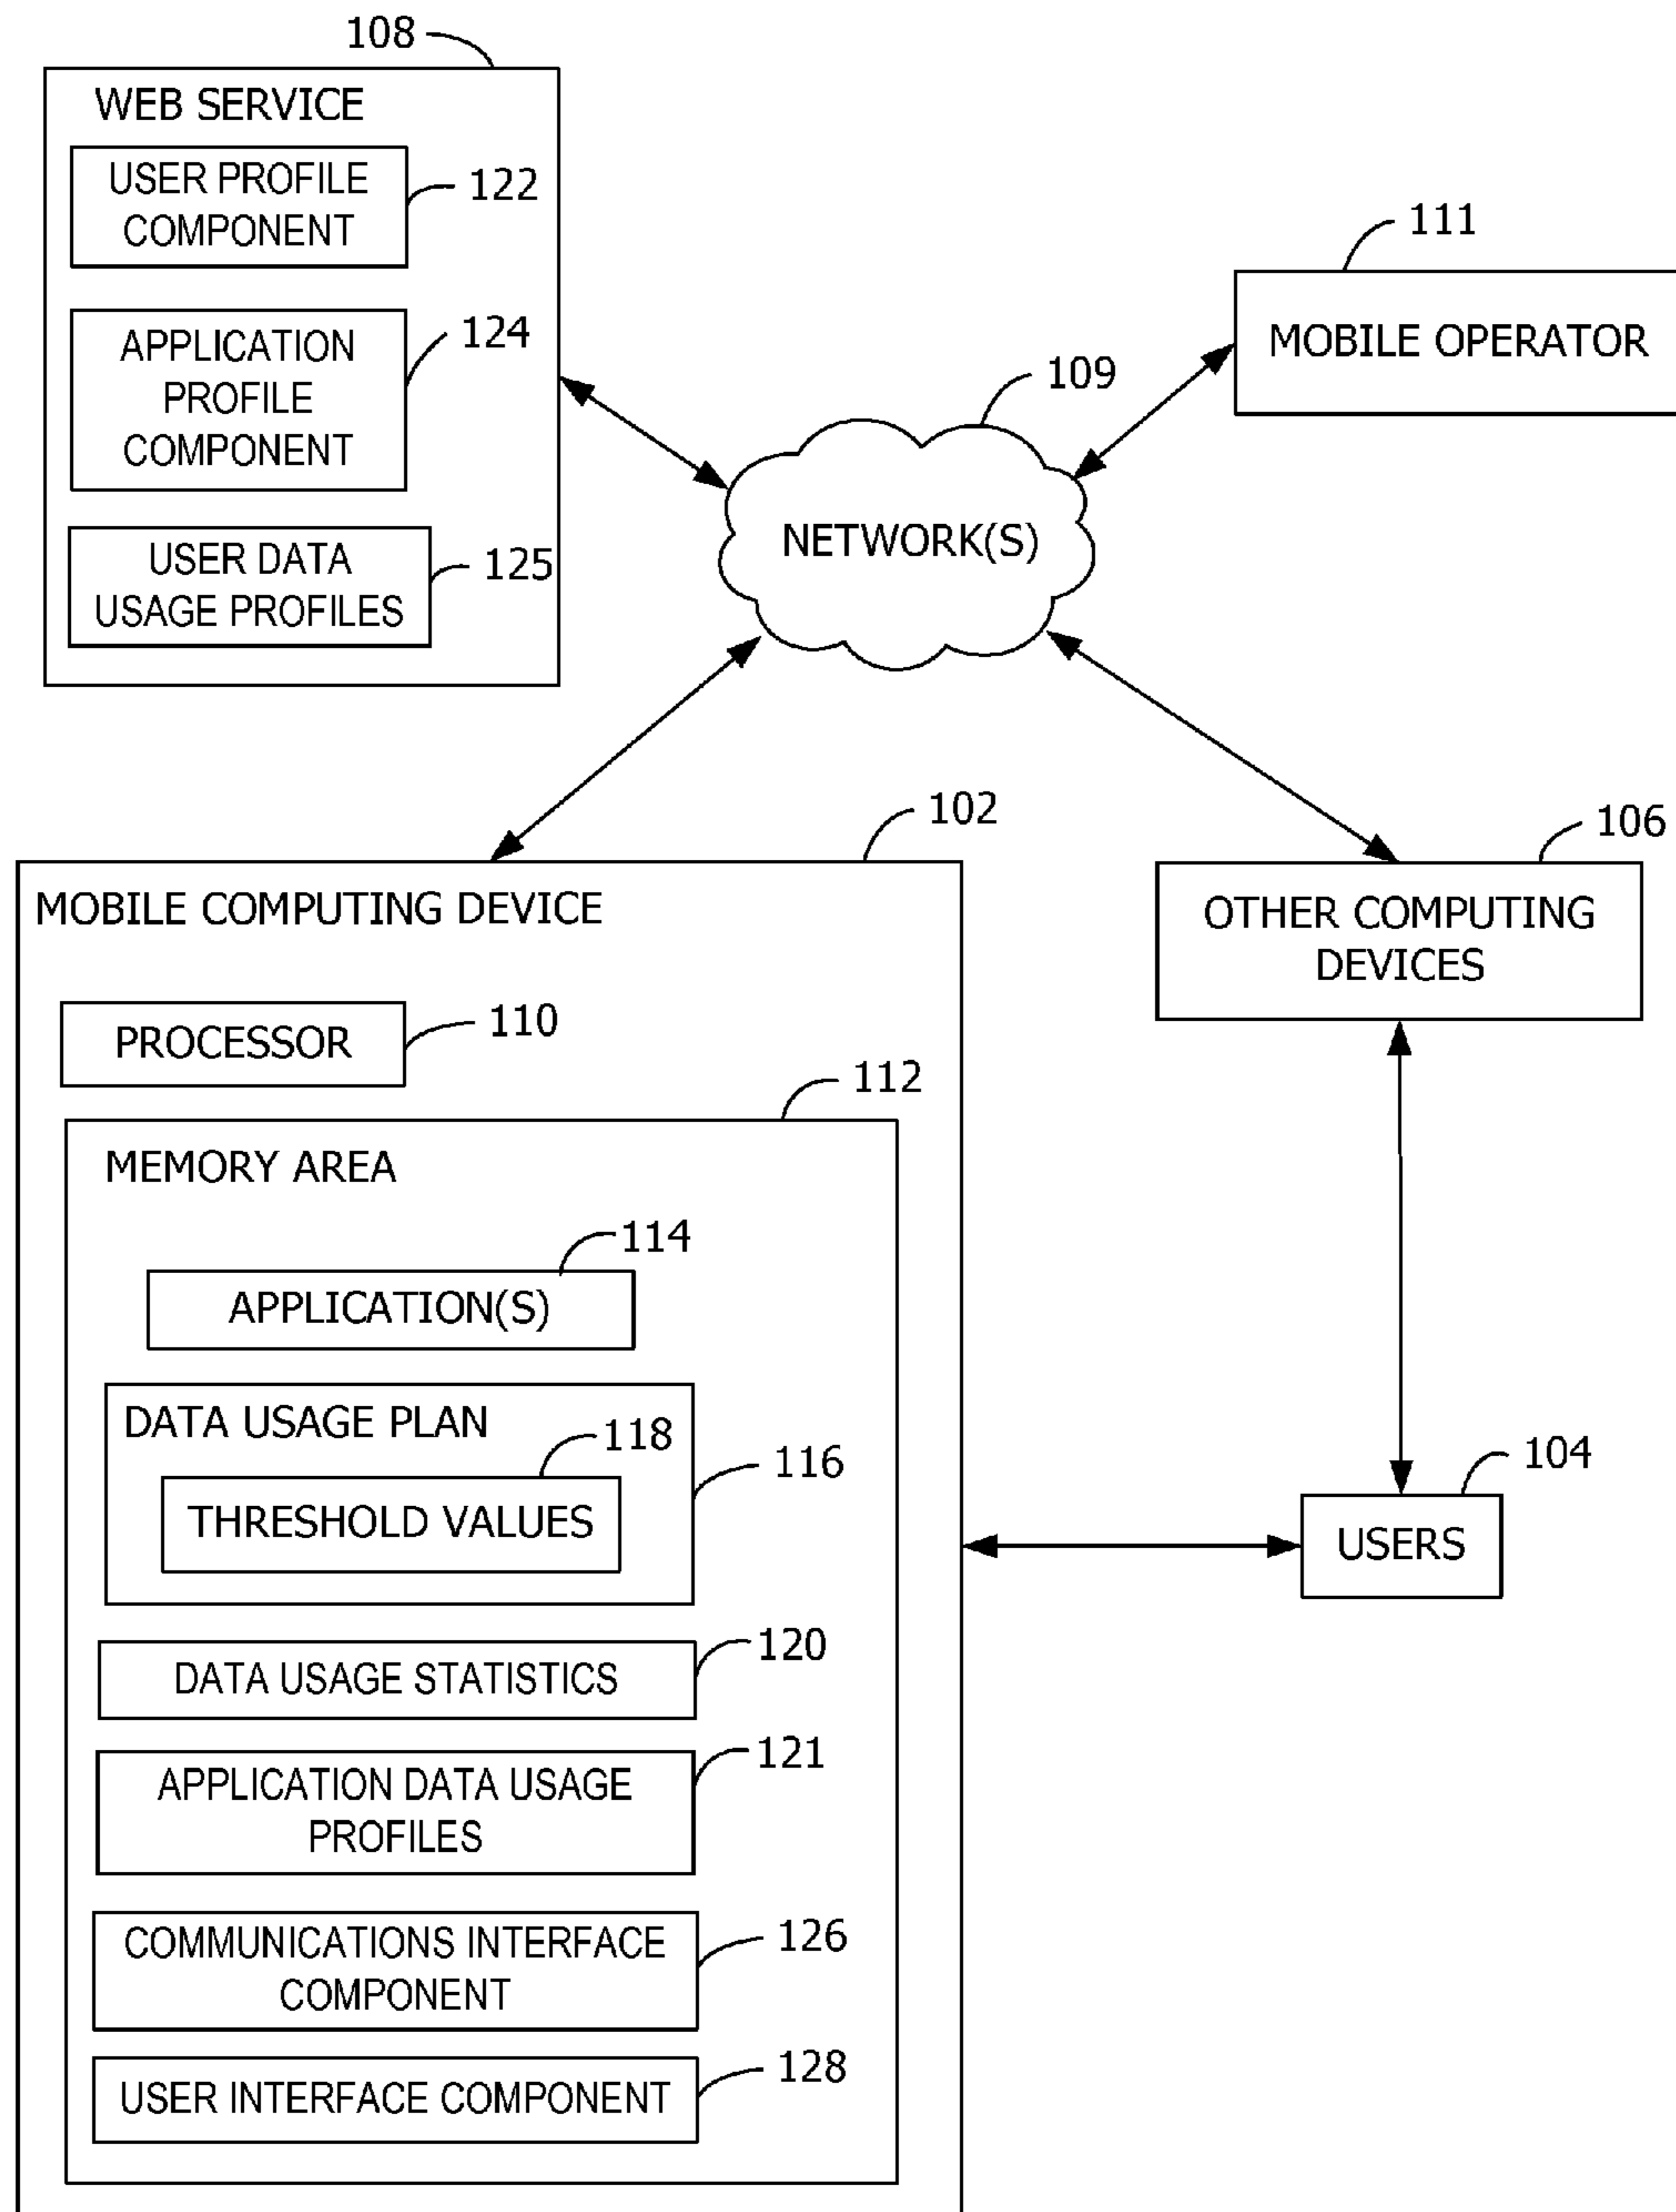 108
WEB SERVICE
USER PROFILE
COMPONENT
122
APPLICATION
PROFILE
COMPONENT
124
USER DATA
USAGE PROFILES
125
111
MOBILE OPERATOR
109
NETWORK(S)
102
MOBILE COMPUTING DEVICE
PROCESSOR
110
112
MEMORY AREA
114
APPLICATION(S)
DATA USAGE PLAN
118
THRESHOLD VALUES
116
120
DATA USAGE STATISTICS
121
APPLICATION DATA USAGE
PROFILES
COMMUNICATIONS INTERFACE
COMPONENT
126
USER INTERFACE COMPONENT
128
106
OTHER COMPUTING
DEVICES
104
USERS